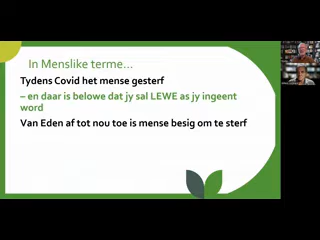 In Menslike terme...
Tydens Covid het mense gesterf
– en daar is belowe dat jy sal LEWE as jy ingeent
word
Van Eden af tot nou toe is mense besig om te sterf